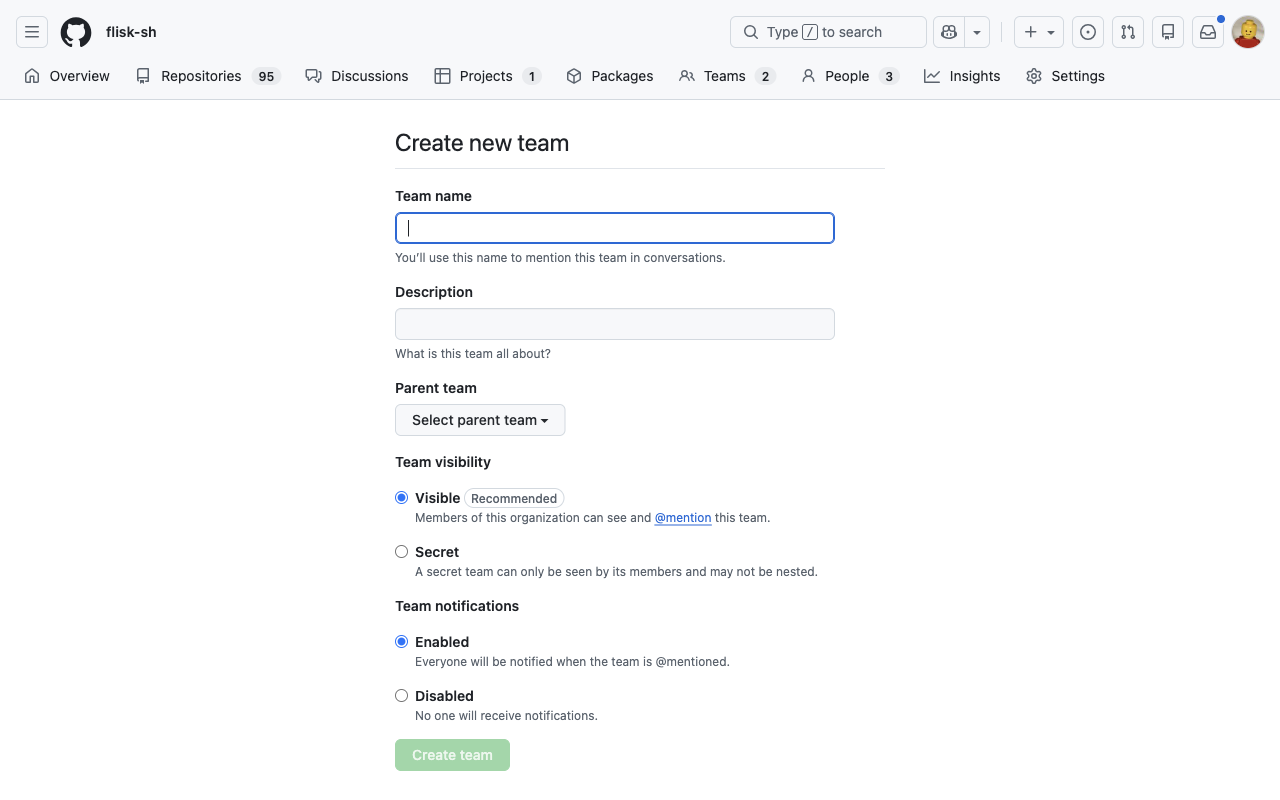 flisk-sh
Type / to search
Overview
Repositories 95
Discussions
Projects 1
Packages
Teams 2
People 3
Insights
Settings
Create new team
Team name
You’ll use this name to mention this team in conversations.
Description
What is this team all about?
Parent team
Select parent team
Team visibility
Visible Recommended
Members of this organization can see and @mention this team.
Secret
A secret team can only be seen by its members and may not be nested.
Team notifications
Enabled
Everyone will be notified when the team is @mentioned.
Disabled
No one will receive notifications.
Create team